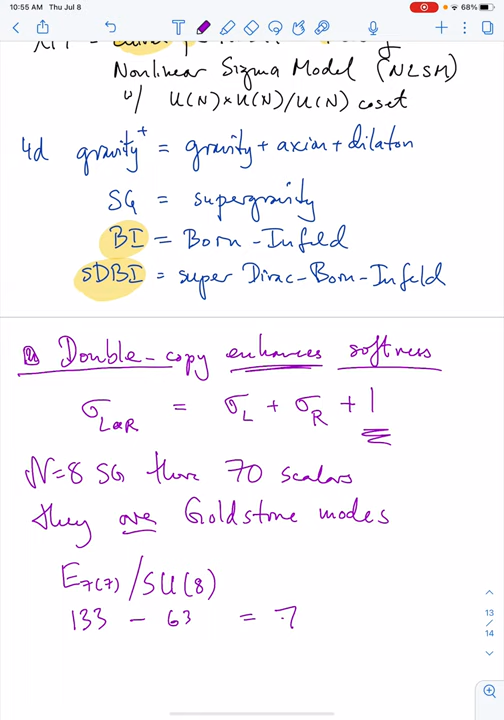 10:55 AM Thu Jul 8
68%
Nonlinear Sigma Model (NLSM)
w/ U(N)×U(N)/U(N) coset
4d gravity⁺ = gravity + axion + dilaton
SG = supergravity
BI = Born-Infeld
SDBI = super Dirac-Born-Infeld
Double-copy enhances softness
σ_L⊗R = σ_L + σ_R + 1
N=8 SG there 70 scalars
they are Goldstone modes
E₇₍₇₎/SU(8)
133 - 63 = 7
13
/
14